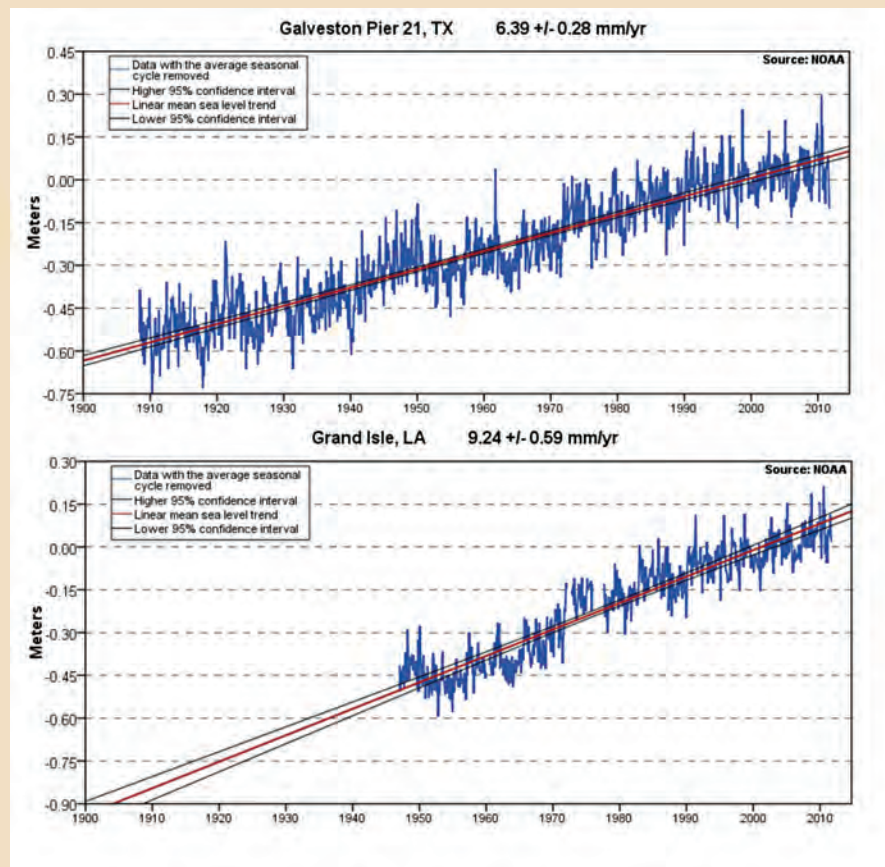 Galveston Pier 21, TX 6.39 +/- 0.28 mm/yr
Source: NOAA
Data with the average seasonal
cycle removed
Higher 95% confidence interval
Linear mean sea level trend
Lower 95% confidence interval
Meters
0.45
0.30
0.15
0.00
-0.15
-0.30
-0.45
-0.60
-0.75
1900 1910 1920 1930 1940 1950 1960 1970 1980 1990 2000 2010
Grand Isle, LA 9.24 +/- 0.59 mm/yr
Source: NOAA
Data with the average seasonal
cycle removed
Higher 95% confidence interval
Linear mean sea level trend
Lower 95% confidence interval
Meters
0.30
0.15
0.00
-0.15
-0.30
-0.45
-0.60
-0.75
-0.90
1900 1910 1920 1930 1940 1950 1960 1970 1980 1990 2000 2010